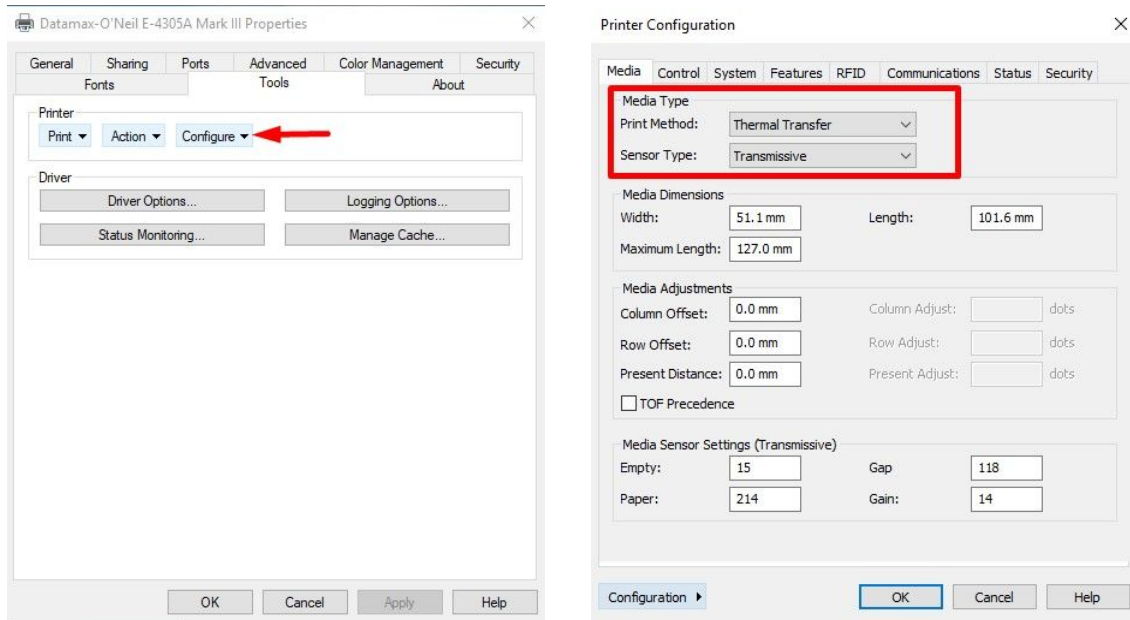 Datamax-O'Neil E-4305A Mark III Properties
General Sharing Ports Advanced Color Management Security
Fonts Tools About
Printer
Print Action Configure
Driver
Driver Options... Logging Options...
Status Monitoring... Manage Cache...
OK Cancel Apply Help
Printer Configuration
Media Control System Features RFID Communications Status Security
Media Type
Print Method: Thermal Transfer
Sensor Type: Transmissive
Media Dimensions
Width: 51.1 mm Length: 101.6 mm
Maximum Length: 127.0 mm
Media Adjustments
Column Offset: 0.0 mm Column Adjust: dots
Row Offset: 0.0 mm Row Adjust: dots
Present Distance: 0.0 mm Present Adjust: dots
TOF Precedence
Media Sensor Settings (Transmissive)
Empty: 15 Gap 118
Paper: 214 Gain: 14
Configuration OK Cancel Help